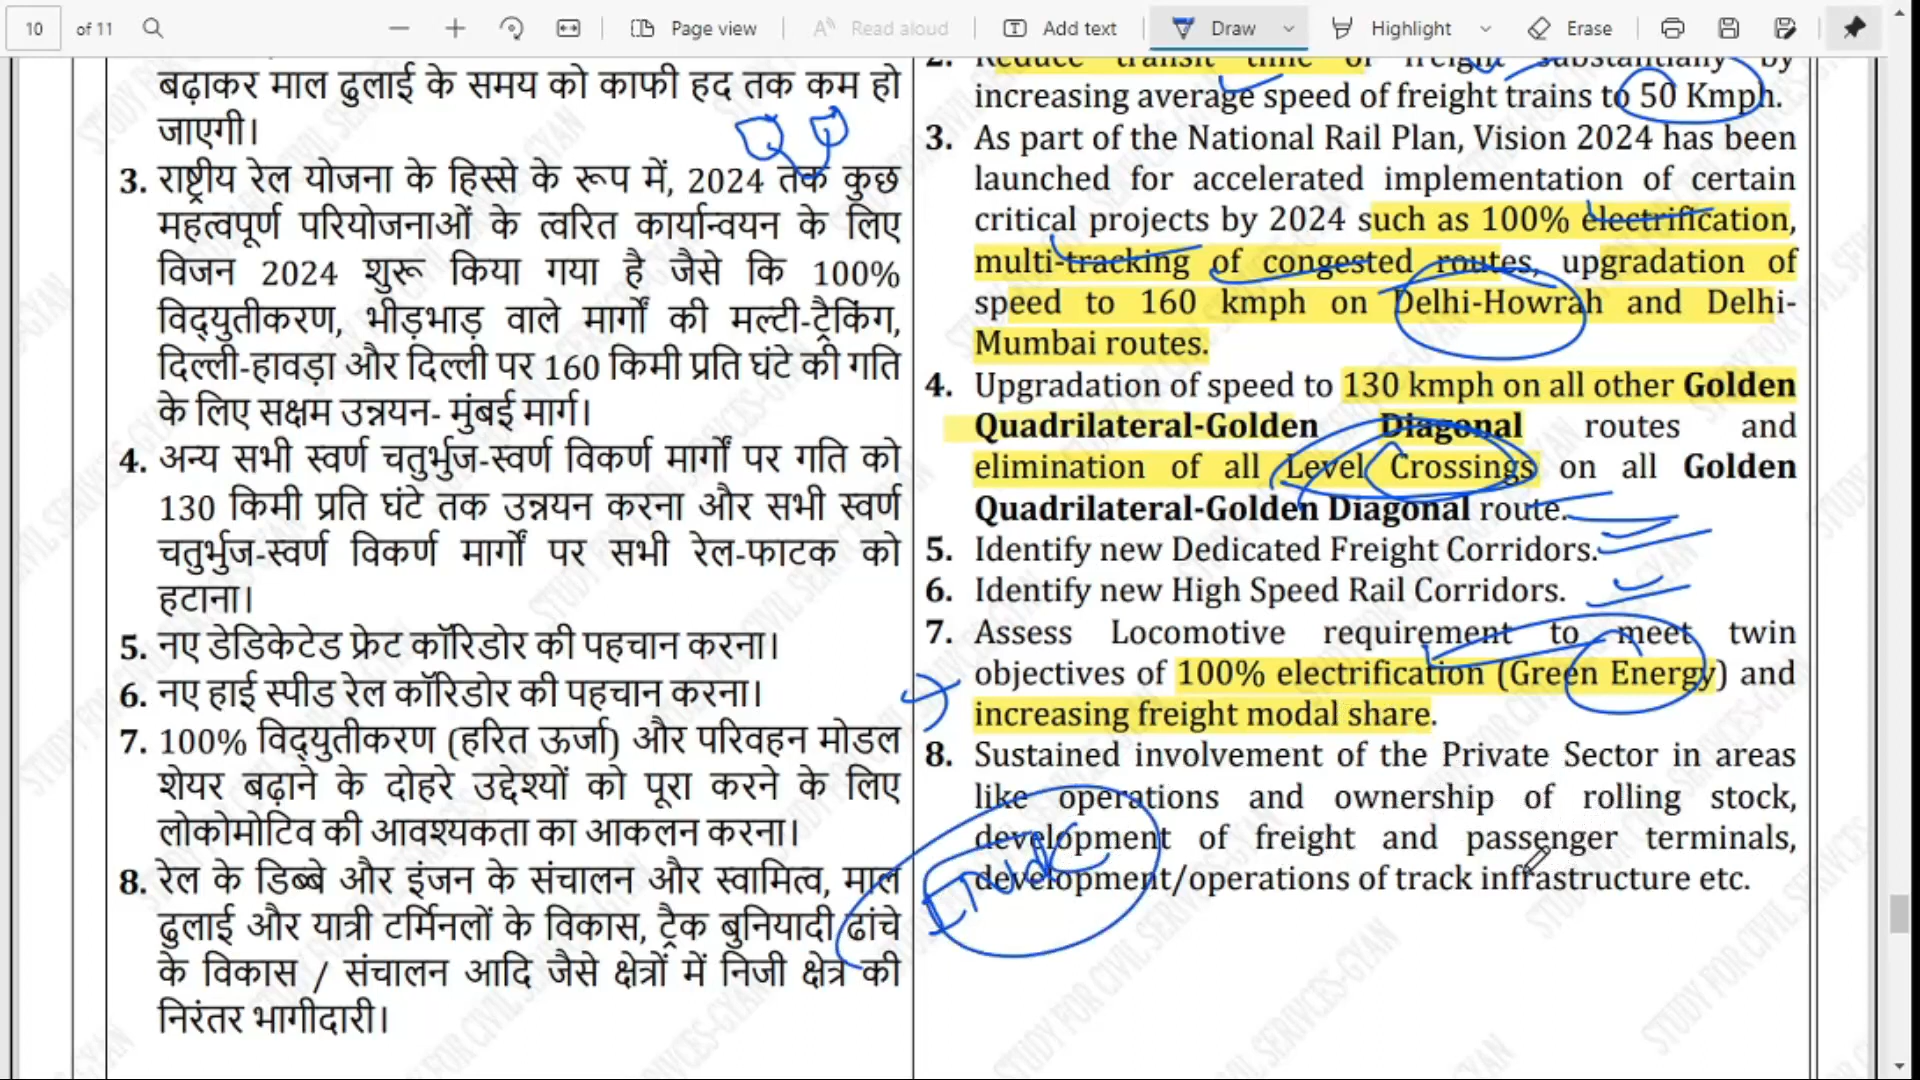 10 of 11 Page view Read aloud Add text Draw Highlight Erase
बढ़ाकर माल ढुलाई के समय को काफी हद तक कम हो
जाएगी।
3. राष्ट्रीय रेल योजना के हिस्से के रूप में, 2024 तक कुछ
महत्वपूर्ण परियोजनाओं के त्वरित कार्यान्वयन के लिए
विजन 2024 शुरू किया गया है जैसे कि 100%
विद्युतीकरण, भीड़भाड़ वाले मार्गों की मल्टी-ट्रैकिंग,
दिल्ली-हावड़ा और दिल्ली पर 160 किमी प्रति घंटे की गति
के लिए सक्षम उन्नयन- मुंबई मार्ग।
4. अन्य सभी स्वर्ण चतुर्भुज-स्वर्ण विकर्ण मार्गों पर गति को
130 किमी प्रति घंटे तक उन्नयन करना और सभी स्वर्ण
चतुर्भुज-स्वर्ण विकर्ण मार्गों पर सभी रेल-फाटक को
हटाना।
5. नए डेडिकेटेड फ्रेट कॉरिडोर की पहचान करना।
6. नए हाई स्पीड रेल कॉरिडोर की पहचान करना।
7. 100% विद्युतीकरण (हरित ऊर्जा) और परिवहन मोडल
शेयर बढ़ाने के दोहरे उद्देश्यों को पूरा करने के लिए
लोकोमोटिव की आवश्यकता का आकलन करना।
8. रेल के डिब्बे और इंजन के संचालन और स्वामित्व, माल
ढुलाई और यात्री टर्मिनलों के विकास, ट्रैक बुनियादी ढांचे
के विकास / संचालन आदि जैसे क्षेत्रों में निजी क्षेत्र की
निरंतर भागीदारी।
2. Reduce transit time of freight substantially by
increasing average speed of freight trains to 50 Kmph.
3. As part of the National Rail Plan, Vision 2024 has been
launched for accelerated implementation of certain
critical projects by 2024 such as 100% electrification,
multi-tracking of congested routes, upgradation of
speed to 160 kmph on Delhi-Howrah and Delhi-
Mumbai routes.
4. Upgradation of speed to 130 kmph on all other Golden
Quadrilateral-Golden Diagonal routes and
elimination of all Level Crossings on all Golden
Quadrilateral-Golden Diagonal route.
5. Identify new Dedicated Freight Corridors.
6. Identify new High Speed Rail Corridors.
7. Assess Locomotive requirement to meet twin
objectives of 100% electrification (Green Energy) and
increasing freight modal share.
8. Sustained involvement of the Private Sector in areas
like operations and ownership of rolling stock,
development of freight and passenger terminals,
development/operations of track infrastructure etc.
STUDY FOR CIVIL SERIVCES-GYAN